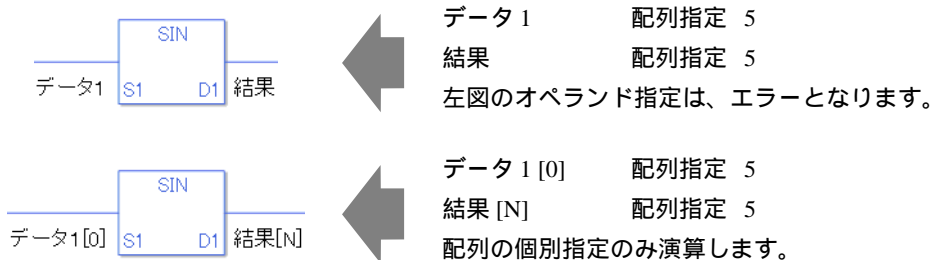 SIN
データ1 S1 D1 結果
データ 1 配列指定 5
結果 配列指定 5
左図のオペランド指定は、エラーとなります。
SIN
データ1[0] S1 D1 結果[N]
データ 1 [0] 配列指定 5
結果 [N] 配列指定 5
配列の個別指定のみ演算します。